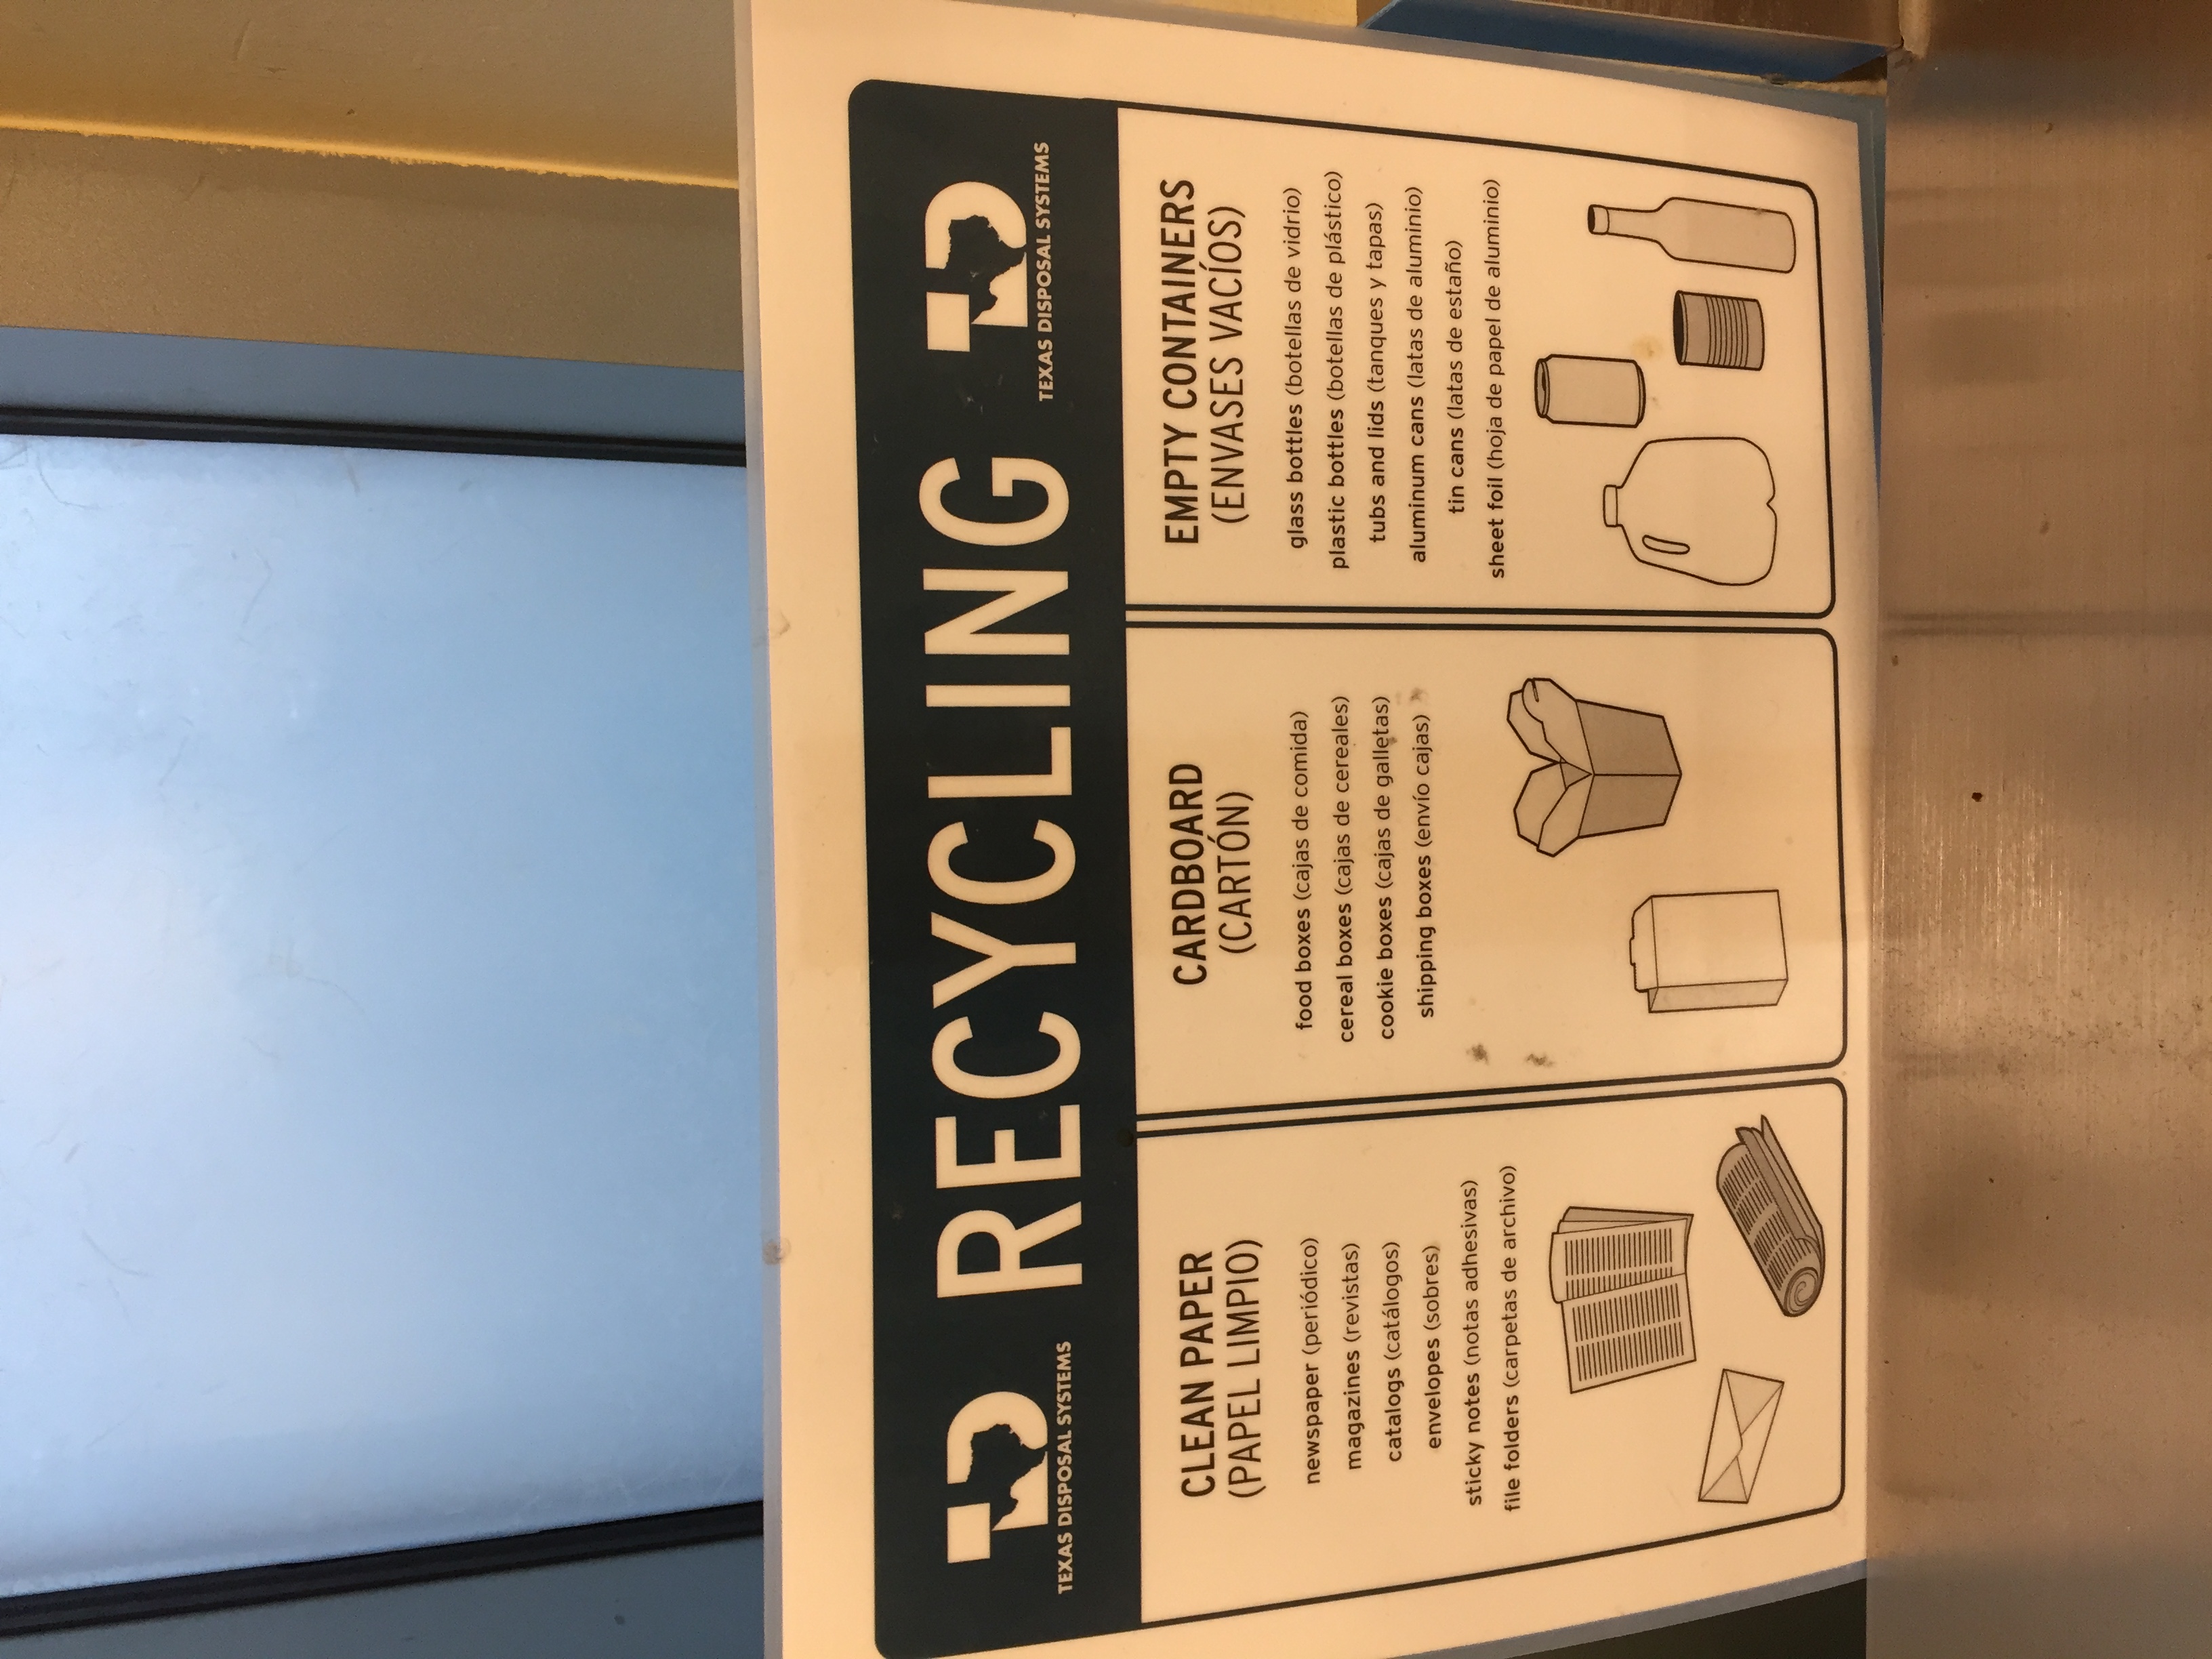 RECYCLING
TEXAS DISPOSAL SYSTEMS
TEXAS DISPOSAL SYSTEMS
CLEAN PAPER
(PAPEL LIMPIO)
newspaper (periódico)
magazines (revistas)
catalogs (catálogos)
envelopes (sobres)
sticky notes (notas adhesivas)
file folders (carpetas de archivo)
CARDBOARD
(CARTÓN)
food boxes (cajas de comida)
cereal boxes (cajas de cereales)
cookie boxes (cajas de galletas)
shipping boxes (envío cajas)
EMPTY CONTAINERS
(ENVASES VACÍOS)
glass bottles (botellas de vidrio)
plastic bottles (botellas de plástico)
tubs and lids (tanques y tapas)
aluminum cans (latas de aluminio)
tin cans (latas de estaño)
sheet foil (hoja de papel de aluminio)